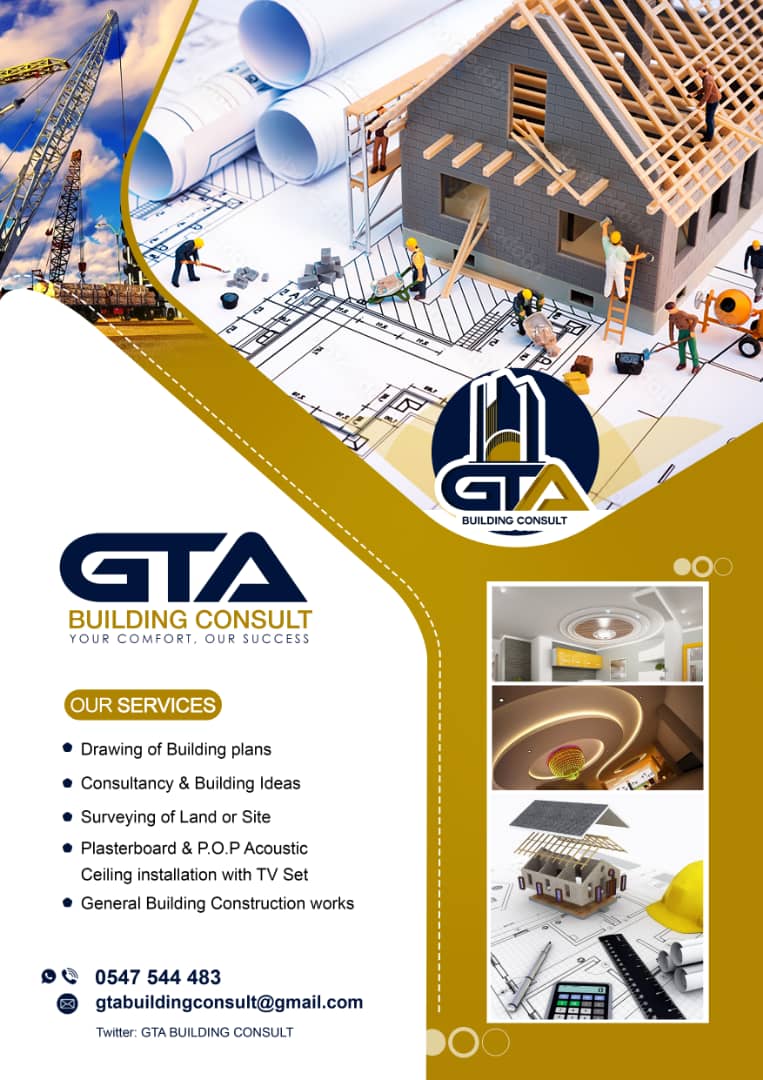 GTA
BUILDING CONSULT
GTA
BUILDING CONSULT
YOUR COMFORT, OUR SUCCESS
OUR SERVICES
Drawing of Building plans
Consultancy & Building Ideas
Surveying of Land or Site
Plasterboard & P.O.P Acoustic
Ceiling installation with TV Set
General Building Construction works
0547 544 483
gtabuildingconsult@gmail.com
Twitter: GTA BUILDING CONSULT